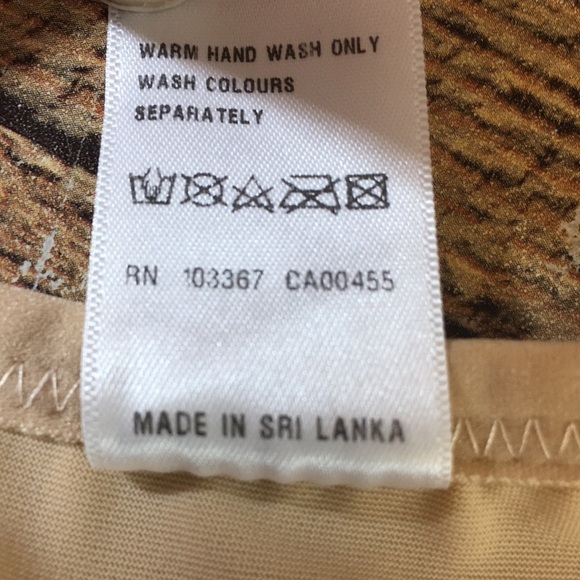 WARM HAND WASH ONLY
WASH COLOURS
SEPARATELY
RN 103367 CA00455
MADE IN SRI LANKA